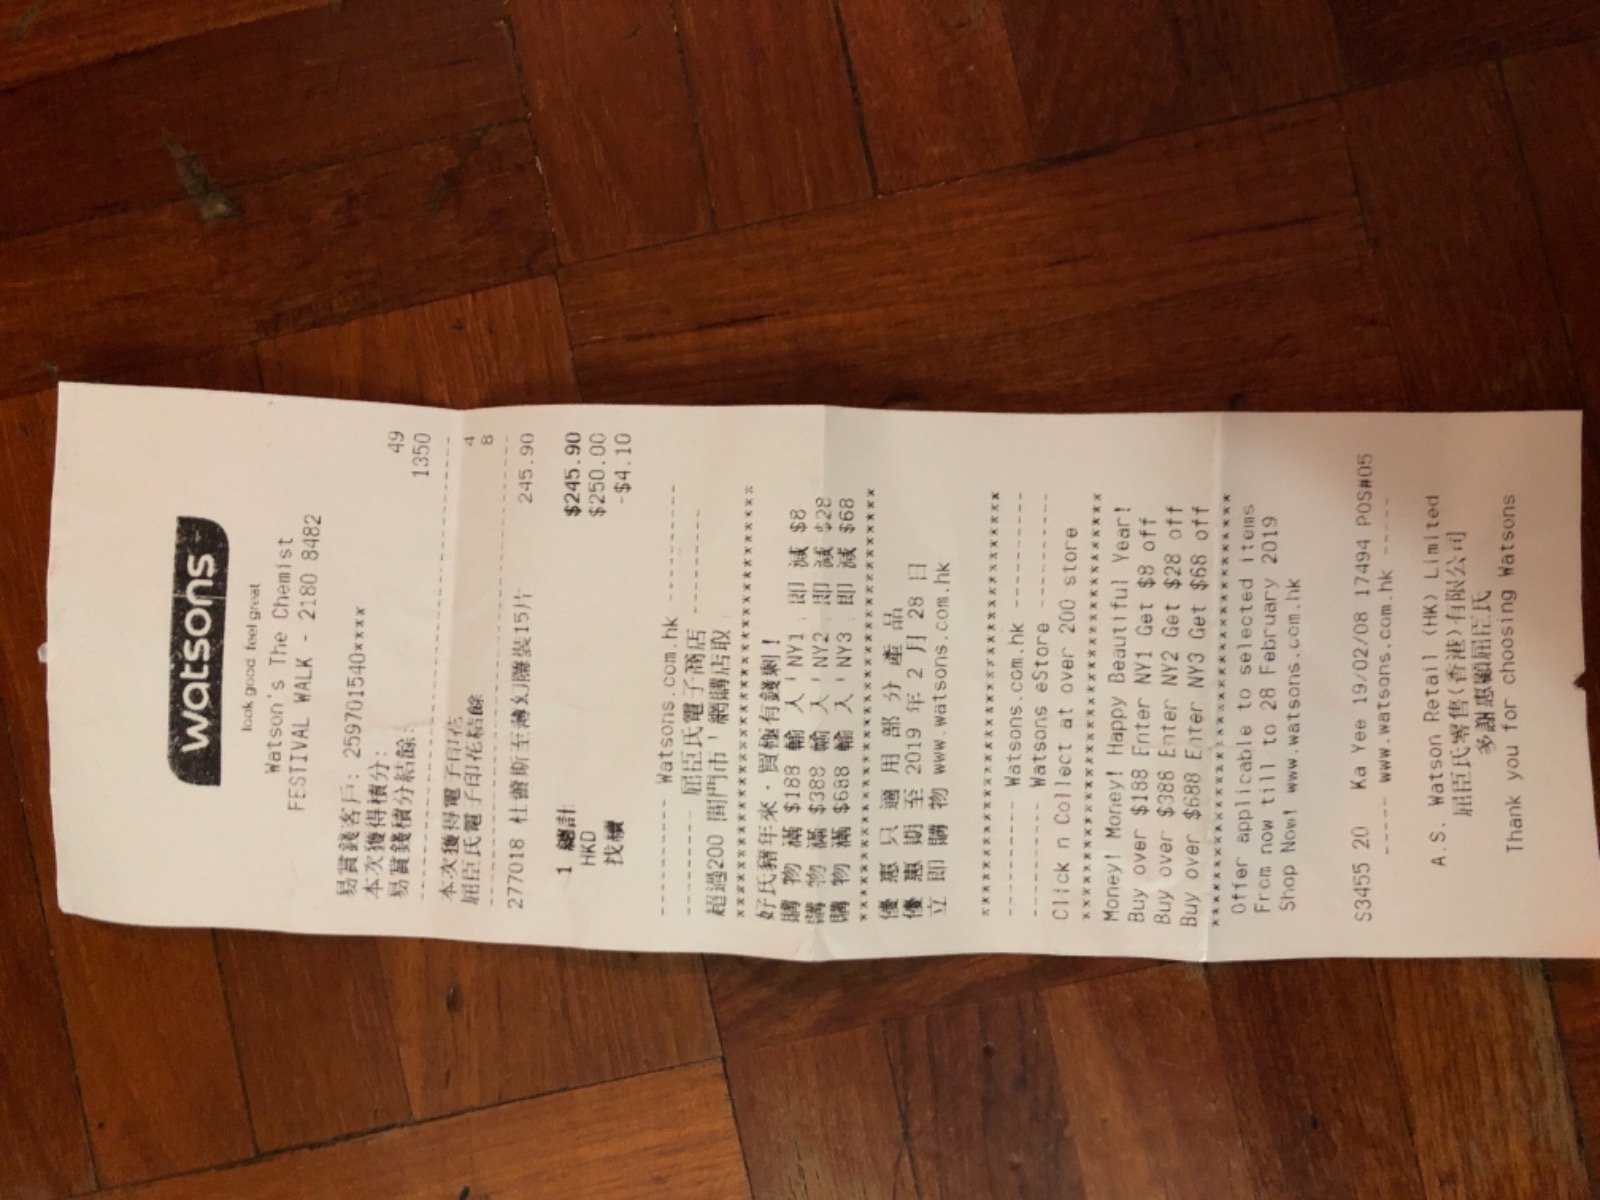 watsons
look good. feel great
Watson's The Chemist
FESTIVAL WALK - 2180 8482
易賞錢客戶: 259701540****
本次獲得積分: 49
易賞錢積分結餘: 1350
本次獲得電子印花 4
屈臣氏電子印花結餘 8
277018 杜蕾斯至薄幻隱裝15片 245.90
1 總計 $245.90
HKD $250.00
找續 -$4.10
---------- Watsons.com.hk ----------
--------- 屈臣氏電子商店 ---------
超過200 間門市「網購店取」
**************************************
好氏豬年來．買極有錢剩!
購 物 滿 $188 輸 入「NY1」即 減 $8
購 物 滿 $388 輸 入「NY2」即 減 $28
購 物 滿 $688 輸 入「NY3」即 減 $68
**************************************
優 惠 只 適 用 部 分 產 品
優 惠 期 至 2019 年 2 月 28 日
立 即 購 物 www.watsons.com.hk
**************************************
---------- Watsons.com.hk ----------
---------- Watsons eStore ----------
Click n Collect at over 200 store
**************************************
Money! Money! Happy Beautiful Year!
Buy over $188 Enter NY1 Get $8 off
Buy over $388 Enter NY2 Get $28 off
Buy over $688 Enter NY3 Get $68 off
**************************************
Offer applicable to selected items
From now till to 28 February 2019
Shop Now! www.watsons.com.hk
S3455 20 Ka Yee 19/02/08 17494 POS#05
----- www.watsons.com.hk -----
A.S. Watson Retail (HK) Limited
屈臣氏零售(香港)有限公司
多謝惠顧屈臣氏
Thank you for choosing Watsons